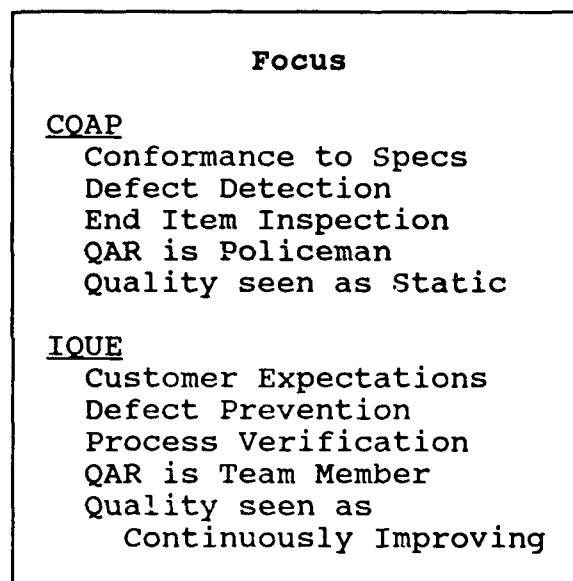 Focus
CQAP
Conformance to Specs
Defect Detection
End Item Inspection
QAR is Policeman
Quality seen as Static
IQUE
Customer Expectations
Defect Prevention
Process Verification
QAR is Team Member
Quality seen as
Continuously Improving